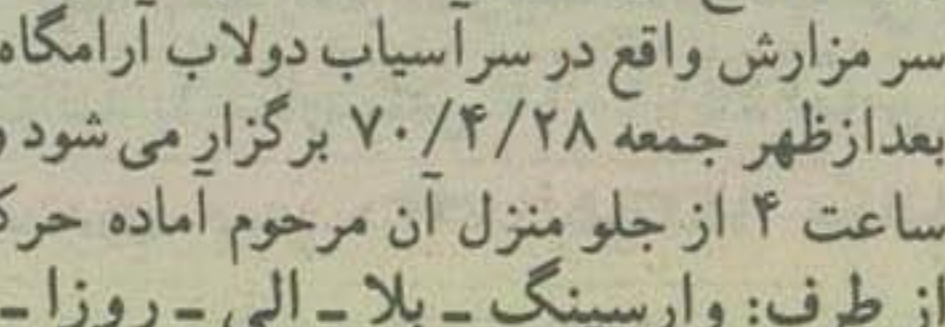 سر مزارش واقع در سرآسیاب دولاب آرامگاه
بعدازظهر جمعه ۷۰/۴/۲۸ برگزار می شود و
ساعت ۴ از جلو منزل آن مرحوم آماده حرک
از طرف: وارسینگ ـ بلا ـ الی ـ روزا ـ